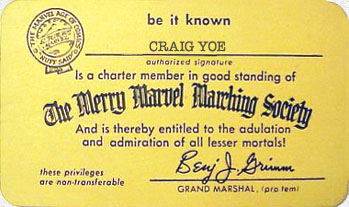 be it known
CRAIG YOE
authorized signature
Is a charter member in good standing of
The Merry Marvel Marching Society
And is thereby entitled to the adulation
and admiration of all lesser mortals!
these privileges
are non-transferable
Benj J. Grimm
GRAND MARSHAL, (pro tem)
THE MARVEL AGE OF COMICS
'NUFF SAID